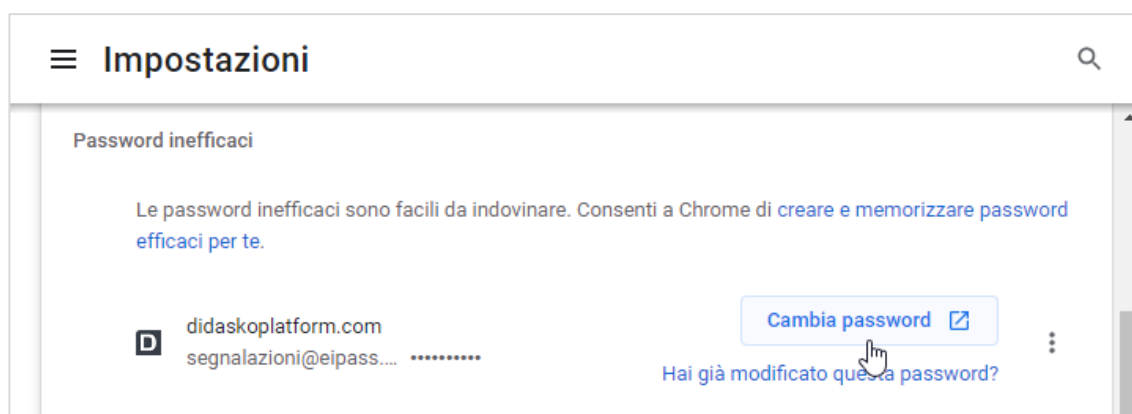 Impostazioni
Password inefficaci
Le password inefficaci sono facili da indovinare. Consenti a Chrome di creare e memorizzare password
efficaci per te.
D
didaskoplatform.com
segnalazioni@eipass.... ••••••••••
Cambia password
Hai già modificato questa password?